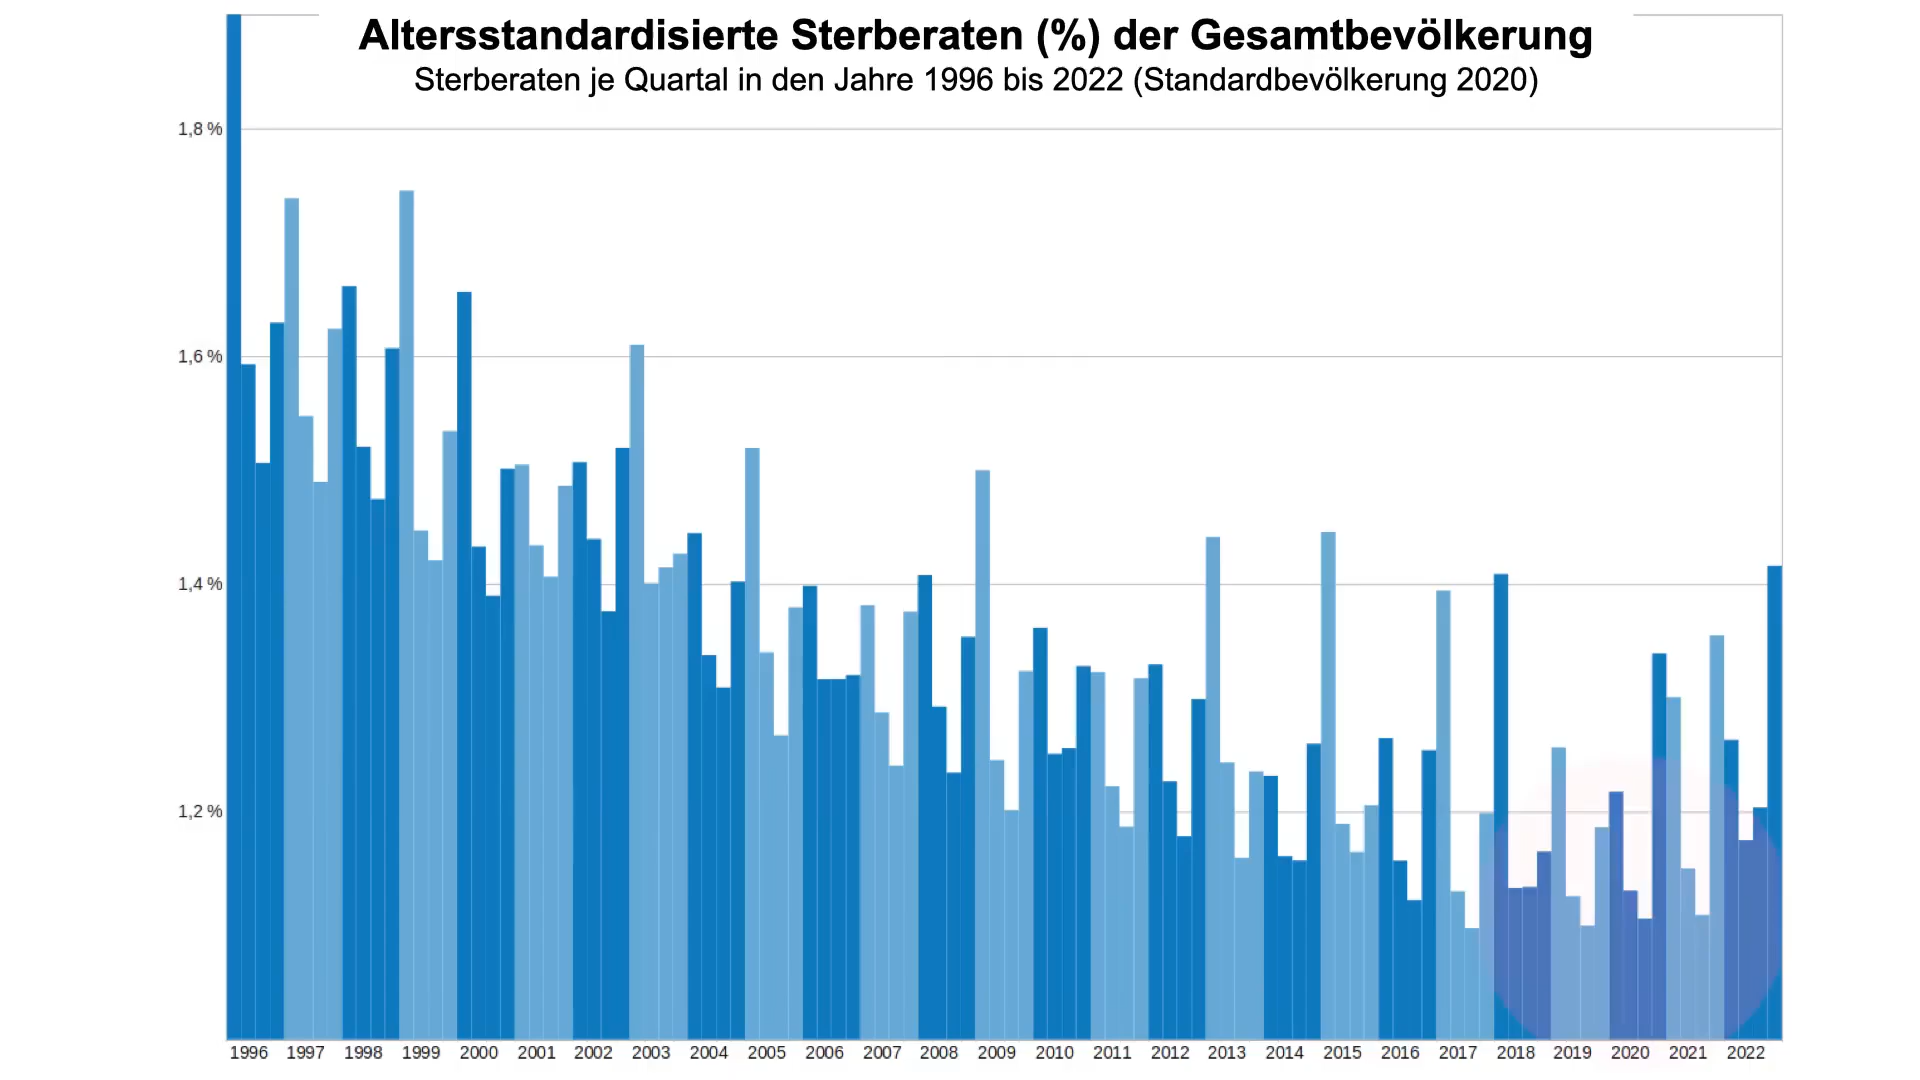 Altersstandardisierte Sterberaten (%) der Gesamtbevölkerung
Sterberaten je Quartal in den Jahre 1996 bis 2022 (Standardbevölkerung 2020)
1,8 %
1,6 %
1,4 %
1,2 %
1996 1997 1998 1999 2000 2001 2002 2003 2004 2005 2006 2007 2008 2009 2010 2011 2012 2013 2014 2015 2016 2017 2018 2019 2020 2021 2022